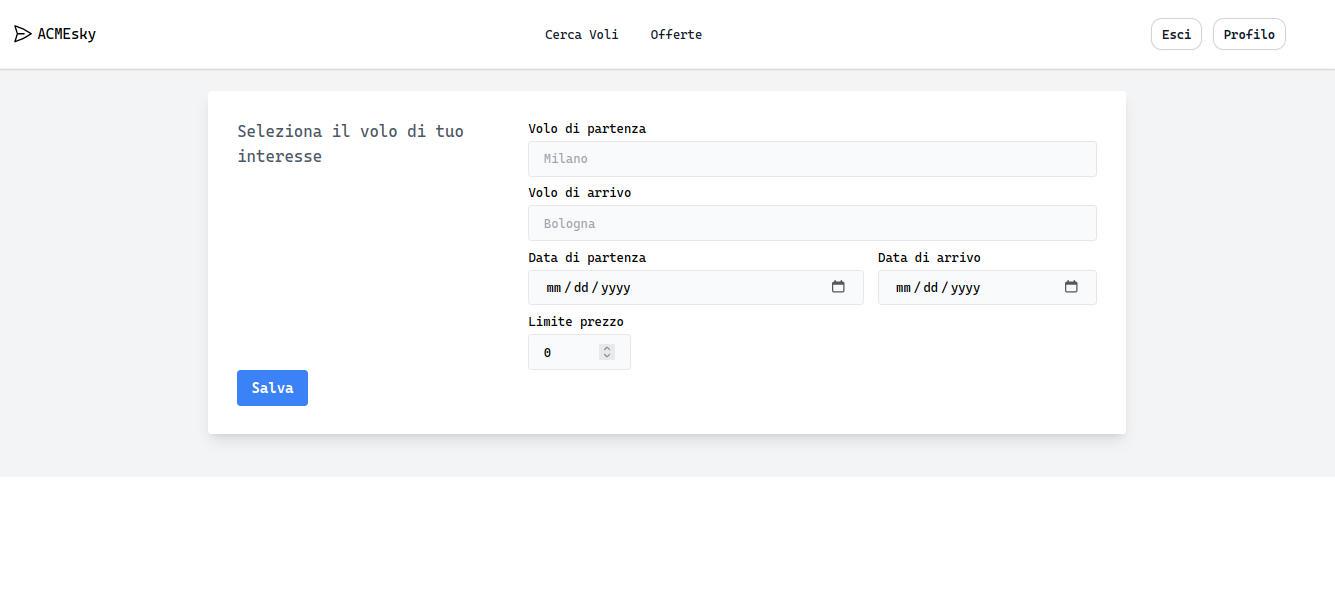 ACMEsky
Cerca Voli
Offerte
Esci
Profilo
Seleziona il volo di tuo
interesse
Volo di partenza
Milano
Volo di arrivo
Bologna
Data di partenza
Data di arrivo
mm/dd/yyyy
mm/dd/yyyy
Limite prezzo
0
Salva